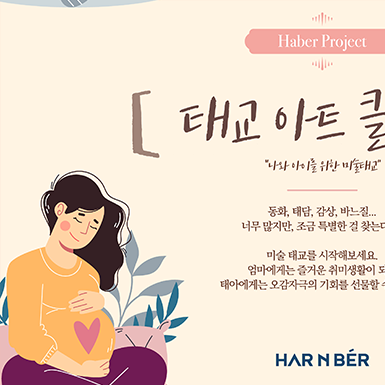 Haber Project
[ 태교 아트 클
"나와 아이를 위한 미술태교"
동화, 태담, 감상, 바느질...
너무 많지만, 조금 특별한 걸 찾는다
미술 태교를 시작해보세요.
엄마에게는 즐거운 취미생활이 되
태아에게는 오감자극의 기회를 선물할 수
HAR N BÉR